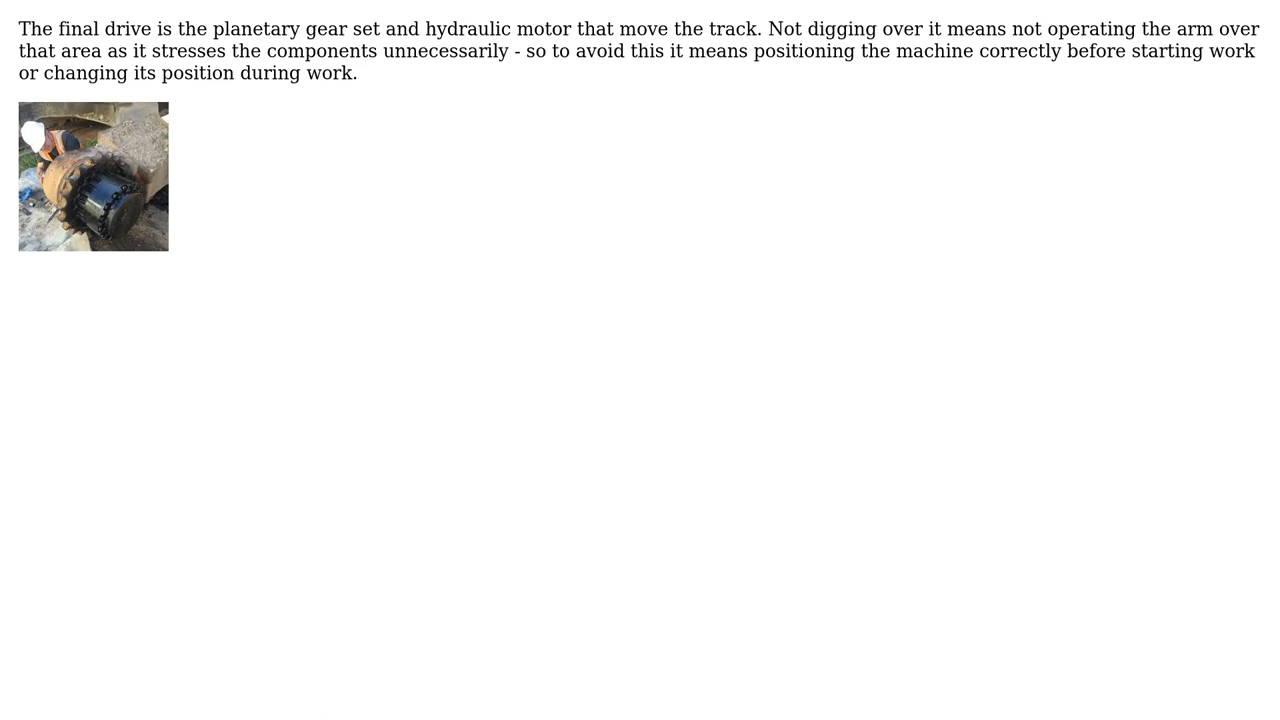 The final drive is the planetary gear set and hydraulic motor that move the track. Not digging over it means not operating the arm over
that area as it stresses the components unnecessarily - so to avoid this it means positioning the machine correctly before starting work
or changing its position during work.